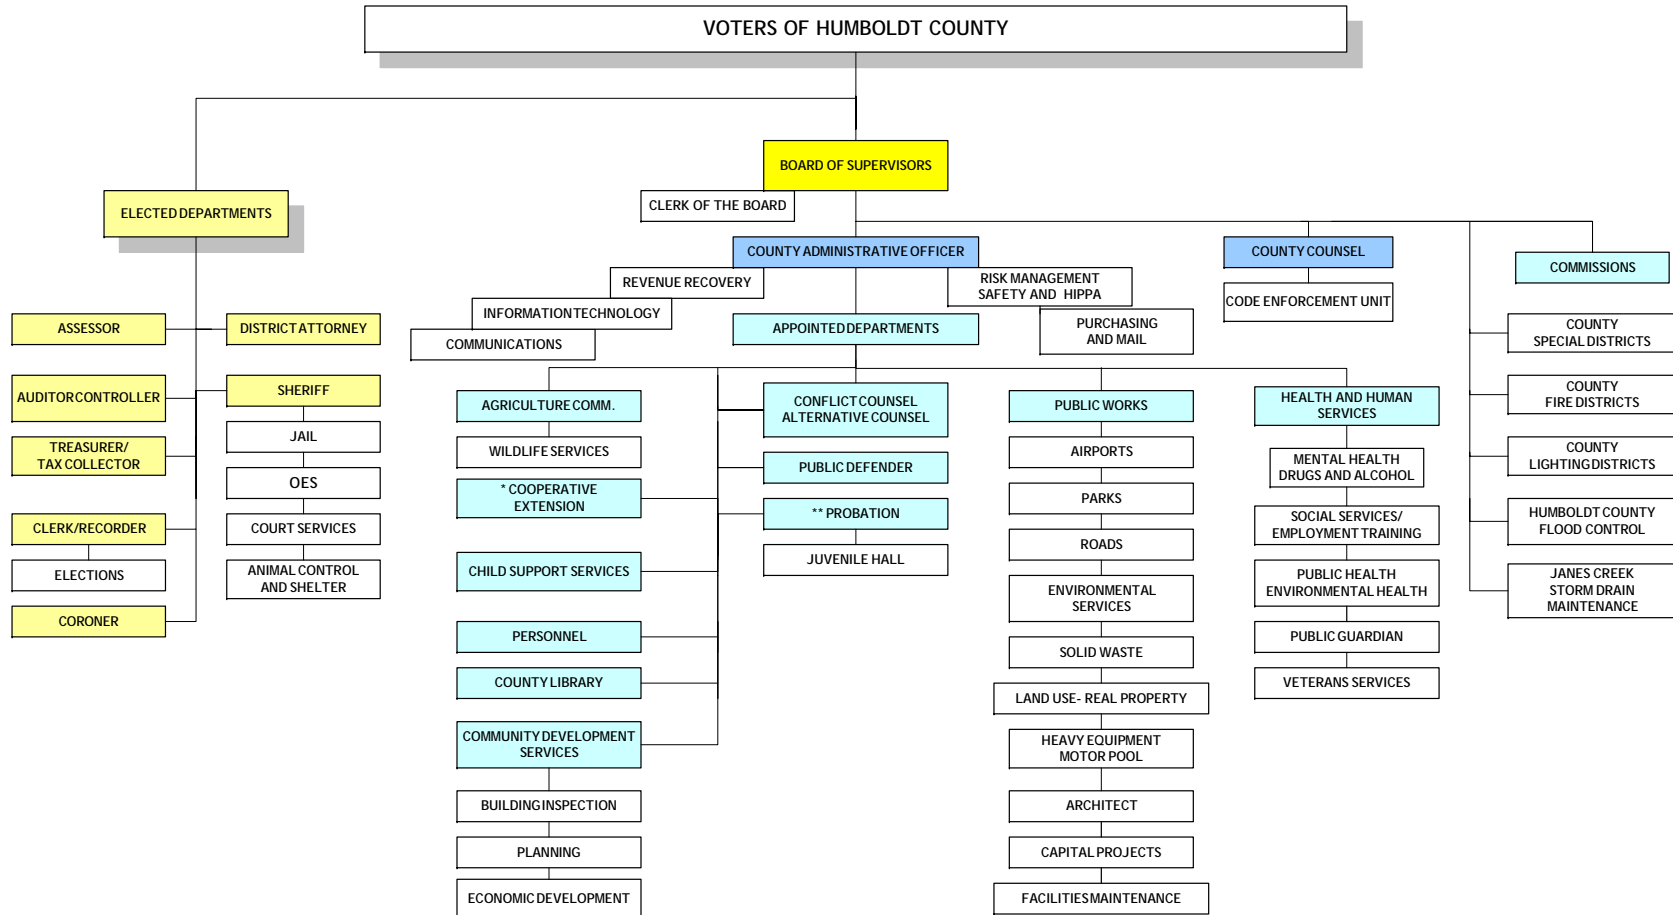 VOTERS OF HUMBOLDT COUNTY
BOARD OF SUPERVISORS
CLERK OF THE BOARD
ELECTED DEPARTMENTS
COUNTY ADMINISTRATIVE OFFICER
COUNTY COUNSEL
COMMISSIONS
REVENUE RECOVERY
RISK MANAGEMENT
SAFETY AND HIPPA
CODE ENFORCEMENT UNIT
INFORMATION TECHNOLOGY
COMMUNICATIONS
APPOINTED DEPARTMENTS
PURCHASING
AND MAIL
ASSESSOR
DISTRICT ATTORNEY
AUDITOR CONTROLLER
SHERIFF
TREASURER/
TAX COLLECTOR
JAIL
OES
CLERK/RECORDER
COURT SERVICES
ELECTIONS
ANIMAL CONTROL
AND SHELTER
CORONER
AGRICULTURE COMM.
WILDLIFE SERVICES
* COOPERATIVE
EXTENSION
CHILD SUPPORT SERVICES
PERSONNEL
COUNTY LIBRARY
COMMUNITY DEVELOPMENT
SERVICES
BUILDING INSPECTION
PLANNING
ECONOMIC DEVELOPMENT
CONFLICT COUNSEL
ALTERNATIVE COUNSEL
PUBLIC DEFENDER
** PROBATION
JUVENILE HALL
PUBLIC WORKS
AIRPORTS
PARKS
ROADS
ENVIRONMENTAL
SERVICES
SOLID WASTE
LAND USE- REAL PROPERTY
HEAVY EQUIPMENT
MOTOR POOL
ARCHITECT
CAPITAL PROJECTS
FACILITIES MAINTENANCE
HEALTH AND HUMAN
SERVICES
MENTAL HEALTH
DRUGS AND ALCOHOL
SOCIAL SERVICES/
EMPLOYMENT TRAINING
PUBLIC HEALTH
ENVIRONMENTAL HEALTH
PUBLIC GUARDIAN
VETERANS SERVICES
COUNTY
SPECIAL DISTRICTS
COUNTY
FIRE DISTRICTS
COUNTY
LIGHTING DISTRICTS
HUMBOLDT COUNTY
FLOOD CONTROL
JANES CREEK
STORM DRAIN
MAINTENANCE